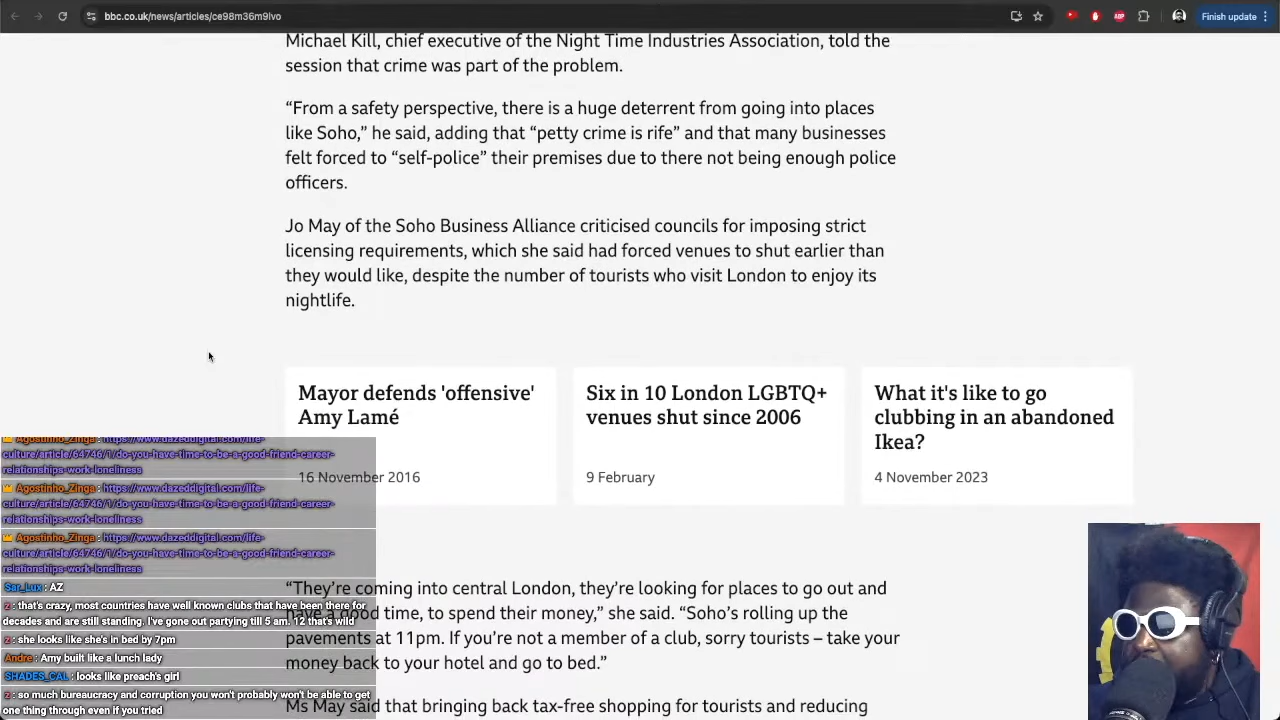 bbc.co.uk/news/articles/ce98m36m9lvo
Finish update
Michael Kill, chief executive of the Night Time Industries Association, told the
session that crime was part of the problem.
“From a safety perspective, there is a huge deterrent from going into places
like Soho,” he said, adding that “petty crime is rife” and that many businesses
felt forced to “self-police” their premises due to there not being enough police
officers.
Jo May of the Soho Business Alliance criticised councils for imposing strict
licensing requirements, which she said had forced venues to shut earlier than
they would like, despite the number of tourists who visit London to enjoy its
nightlife.
Mayor defends 'offensive'
Amy Lamé
16 November 2016
Six in 10 London LGBTQ+
venues shut since 2006
9 February
What it's like to go
clubbing in an abandoned
Ikea?
4 November 2023
“They’re coming into central London, they’re looking for places to go out and
have a good time, to spend their money,” she said. “Soho’s rolling up the
pavements at 11pm. If you’re not a member of a club, sorry tourists – take your
money back to your hotel and go to bed.”
Ms May said that bringing back tax-free shopping for tourists and reducing
Agostinho_Zinga: https://www.dazeddigital.com/life-
culture/article/64746/1/do-you-have-time-to-be-a-good-friend-career-
relationships-work-loneliness
Agostinho_Zinga: https://www.dazeddigital.com/life-
culture/article/64746/1/do-you-have-time-to-be-a-good-friend-career-
relationships-work-loneliness
Agostinho_Zinga: https://www.dazeddigital.com/life-
culture/article/64746/1/do-you-have-time-to-be-a-good-friend-career-
relationships-work-loneliness
Ser_Lux: AZ
z: that's crazy, most countries have well known clubs that have been there for
decades and are still standing. I've gone out partying till 5 am. 12 that's wild
z: she looks like she's in bed by 7pm
Andre: Amy built like a lunch lady
SHADES_CAL: looks like preach's girl
z: so much bureaucracy and corruption you won't probably won't be able to get
one thing through even if you tried